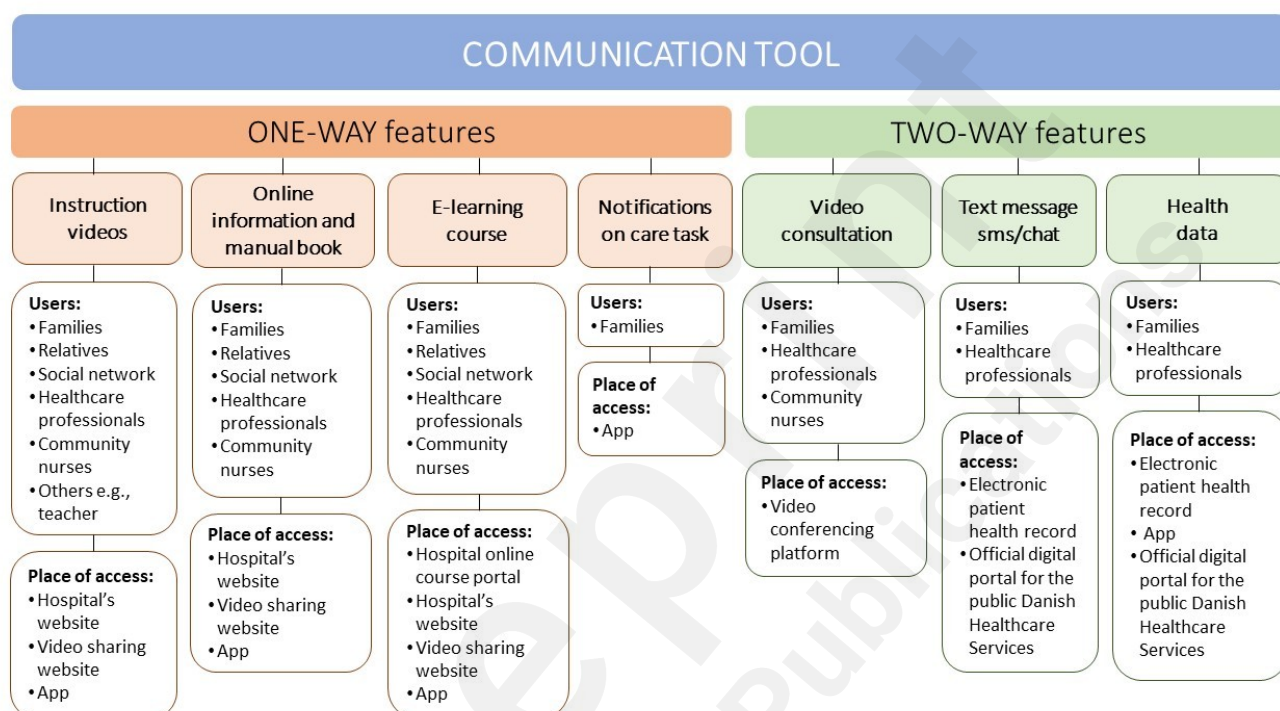 COMMUNICATION TOOL
ONE-WAY features
Instruction
videos
Users:
•Families
•Relatives
•Social network
•Healthcare
professionals
•Community
nurses
•Others e.g.,
teacher
Place of access:
•Hospital's
website
•Video sharing
website
•App
Online
information and
manual book
Users:
•Families
•Relatives
•Social network
•Healthcare
professionals
•Community
nurses
Place of access:
•Hospital's
website
•Video sharing
website
•App
E-learning
course
Users:
•Families
•Relatives
•Social network
•Healthcare
professionals
•Community
nurses
Place of access:
•Hospital online
course portal
•Hospital's
website
•Video sharing
website
•App
Notifications
on care task
Users:
•Families
Place of
access:
•App
TWO-WAY features
Video
consultation
Users:
•Families
•Healthcare
professionals
•Community
nurses
Place of access:
•Video
conferencing
platform
Text message
sms/chat
Users:
•Families
•Healthcare
professionals
Place of
access:
•Electronic
patient
health record
•Official digital
portal for the
public Danish
Healthcare
Services
Health
data
Users:
•Families
•Healthcare
professionals
Place of access:
•Electronic
patient health
record
• App
•Official digital
portal for the
public Danish
Healthcare
Services
eprint
Publications